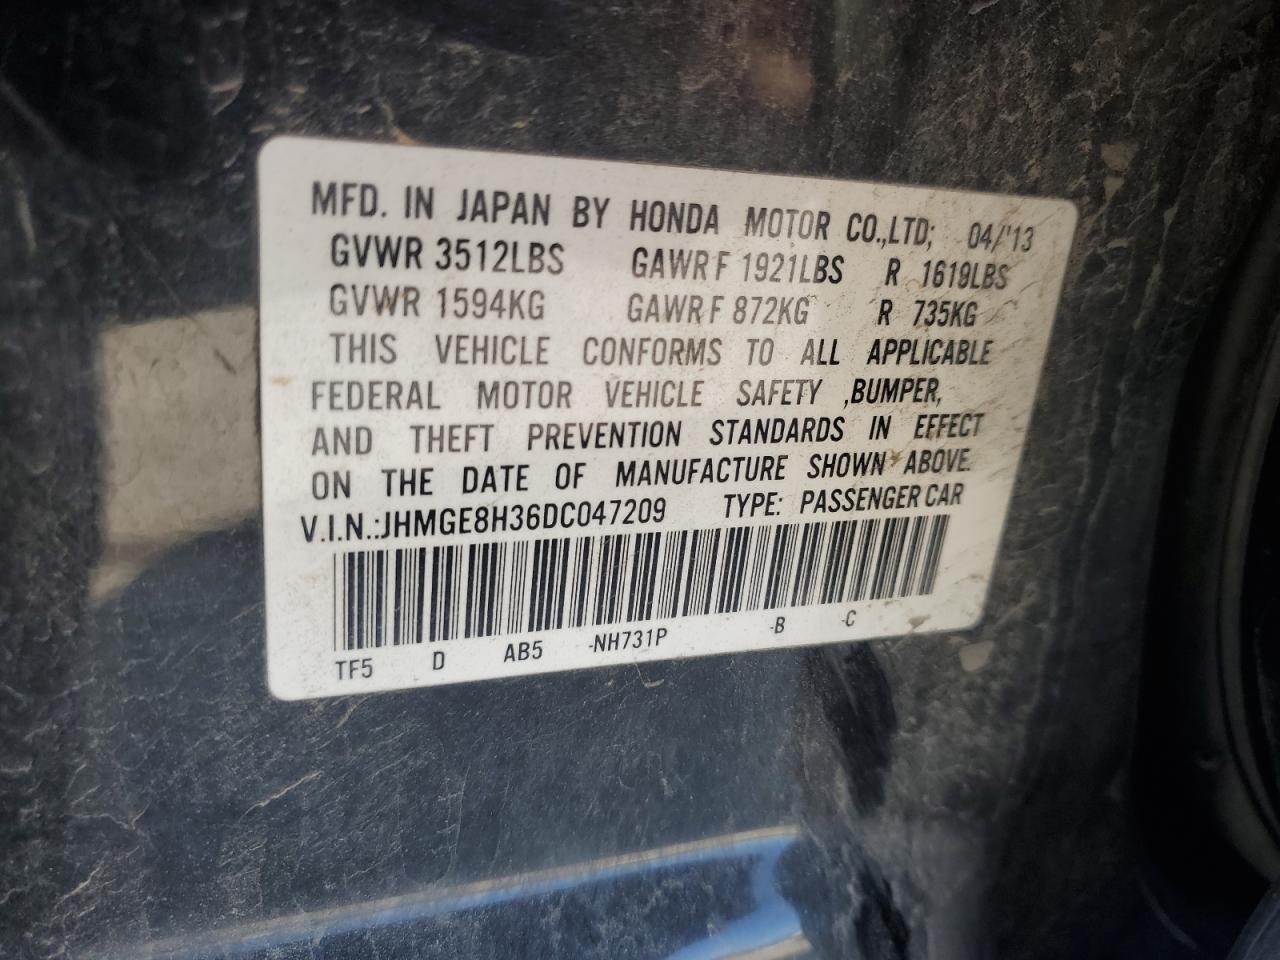 MFD. IN JAPAN BY HONDA MOTOR CO.,LTD; 04/'13
GVWR 3512LBS GAWR F 1921LBS R 1619LBS
GVWR 1594KG GAWR F 872KG R 735KG
THIS VEHICLE CONFORMS TO ALL APPLICABLE
FEDERAL MOTOR VEHICLE SAFETY ,BUMPER,
AND THEFT PREVENTION STANDARDS IN EFFECT
ON THE DATE OF MANUFACTURE SHOWN ABOVE.
V.I.N.:JHMGE8H36DC047209 TYPE: PASSENGER CAR
TF5 D AB5 -NH731P -B -C